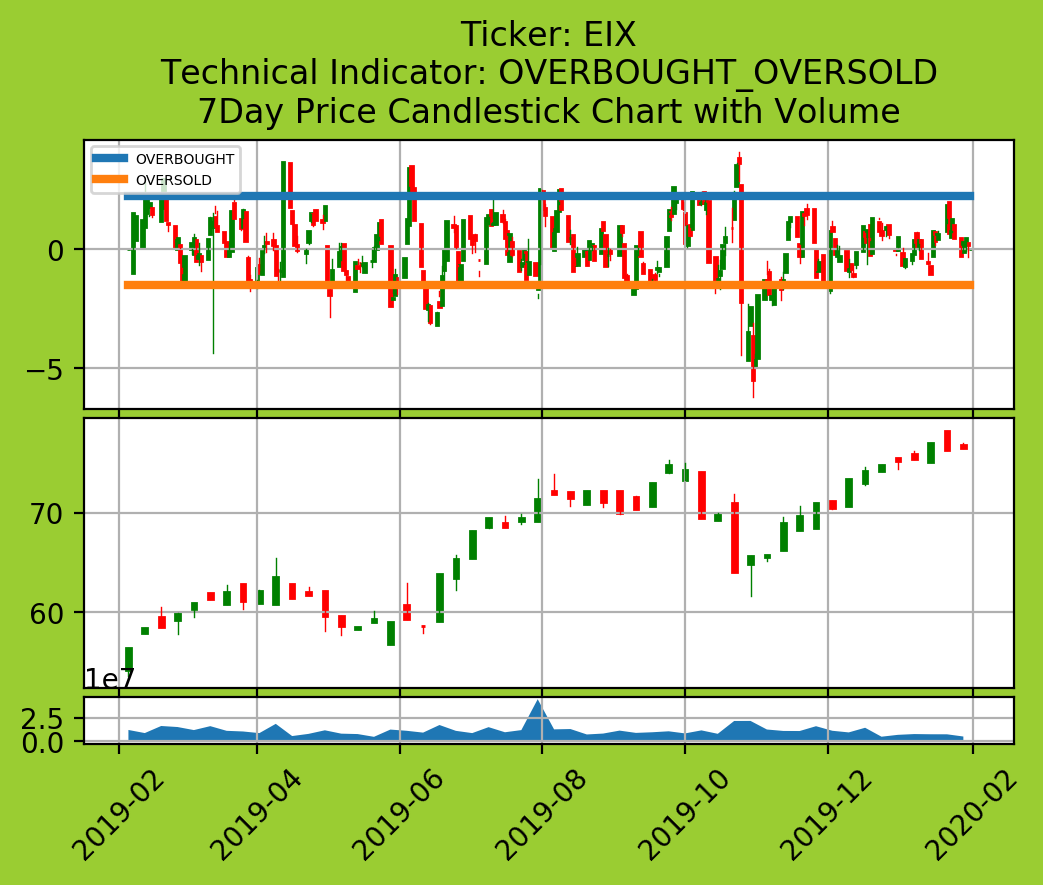 Ticker: EIX
Technical Indicator: OVERBOUGHT_OVERSOLD
7Day Price Candlestick Chart with Volume
OVERBOUGHT
OVERSOLD
0
−5
70
60
1e7
2.5
0.0
2019-02
2019-04
2019-06
2019-08
2019-10
2019-12
2020-02